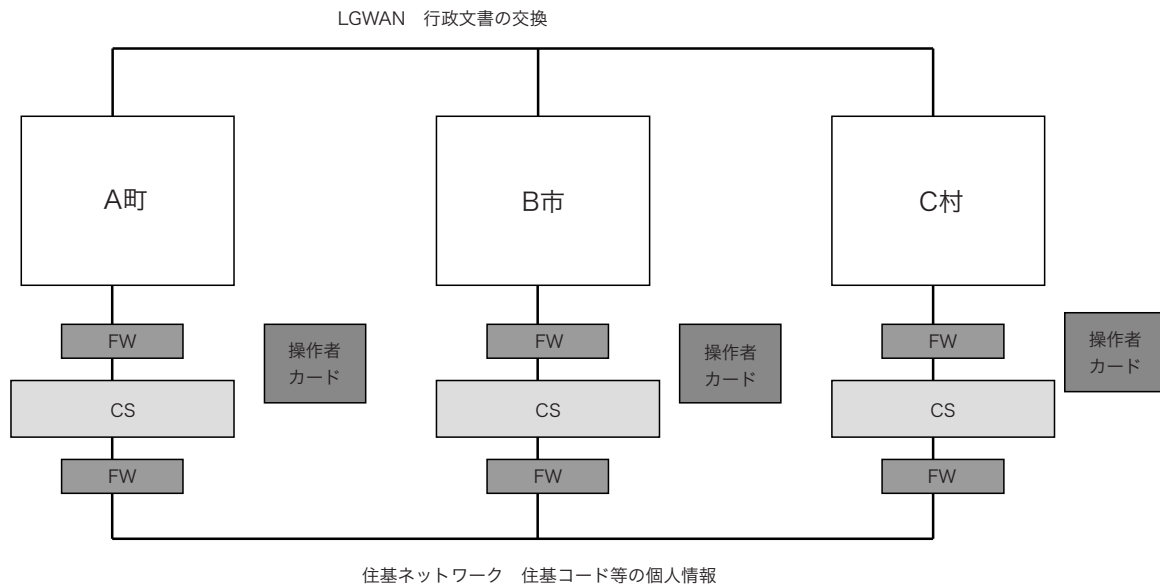 LGWAN 行政文書の交換
A町
B市
C村
FW
操作者
カード
FW
操作者
カード
FW
操作者
カード
CS
CS
CS
FW
FW
FW
住基ネットワーク 住基コード等の個人情報